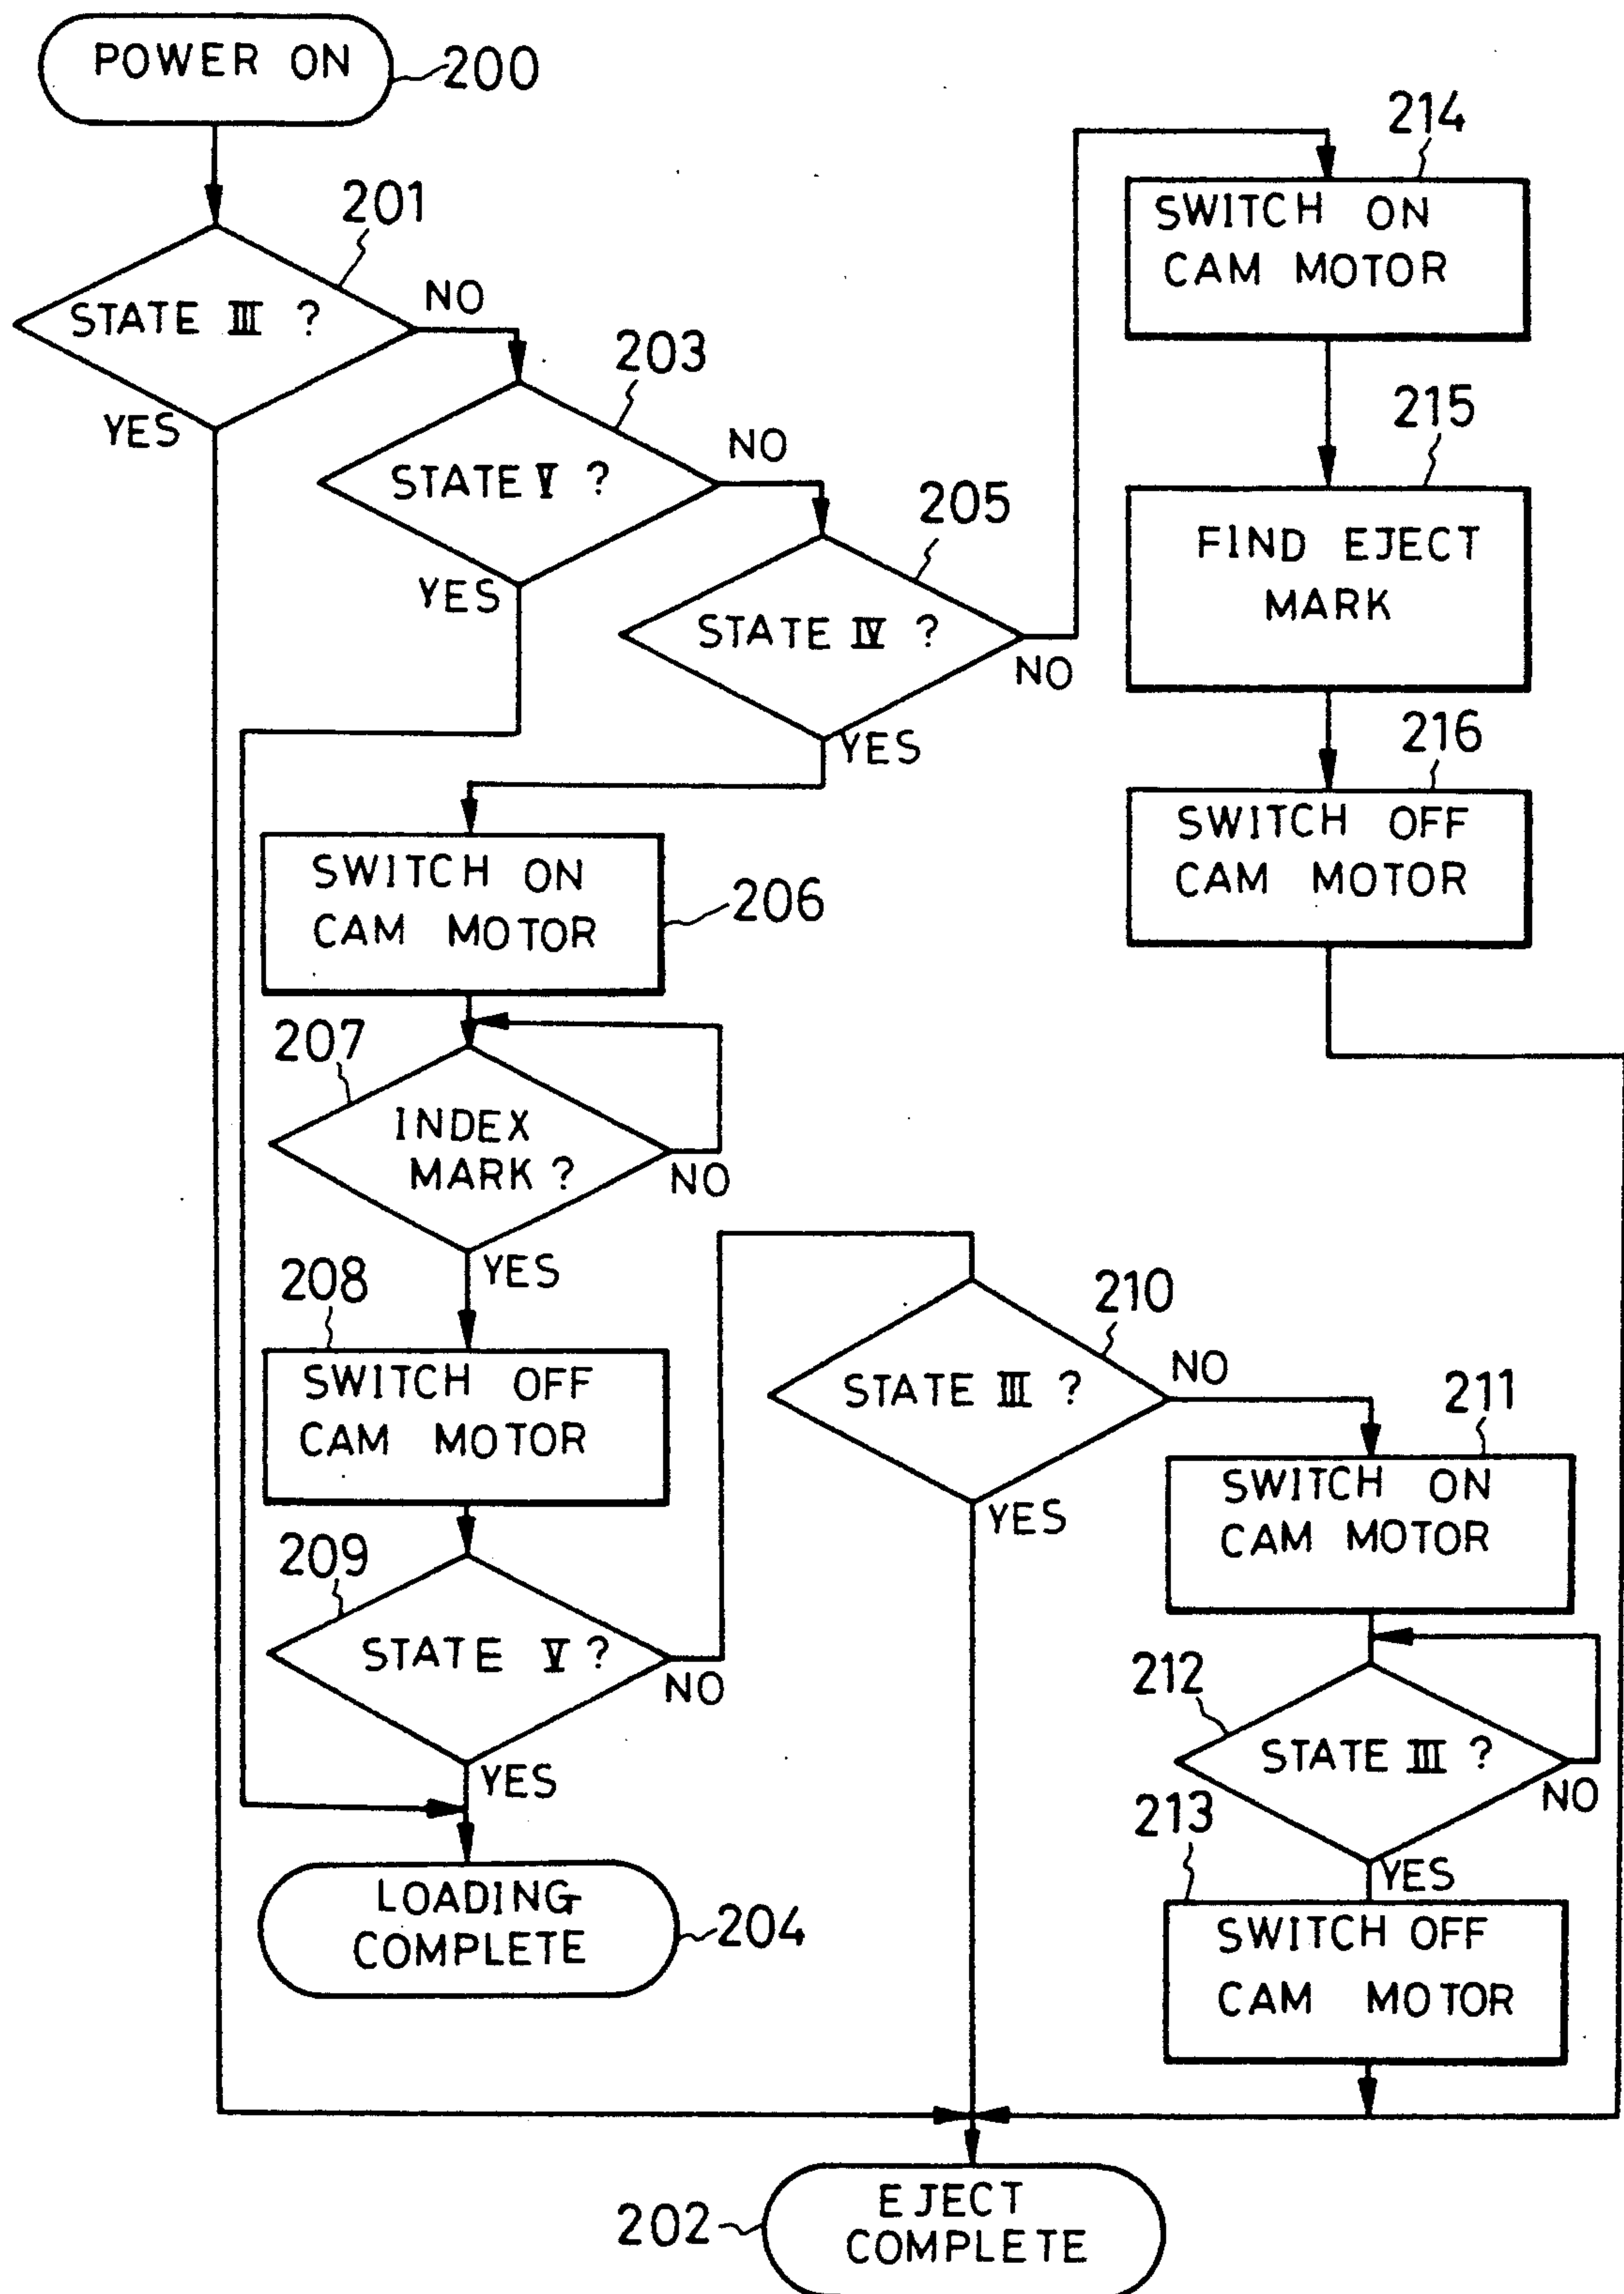 POWER ON
200
201
STATE III ?
NO
YES
203
STATE V ?
NO
YES
205
STATE IV ?
NO
YES
214
SWITCH ON
CAM MOTOR
215
FIND EJECT
MARK
216
SWITCH OFF
CAM MOTOR
SWITCH ON
CAM MOTOR
206
207
INDEX
MARK ?
NO
YES
208
SWITCH OFF
CAM MOTOR
209
STATE V ?
NO
YES
LOADING
COMPLETE
204
210
STATE III ?
NO
YES
211
SWITCH ON
CAM MOTOR
212
STATE III ?
NO
YES
213
SWITCH OFF
CAM MOTOR
202
EJECT
COMPLETE